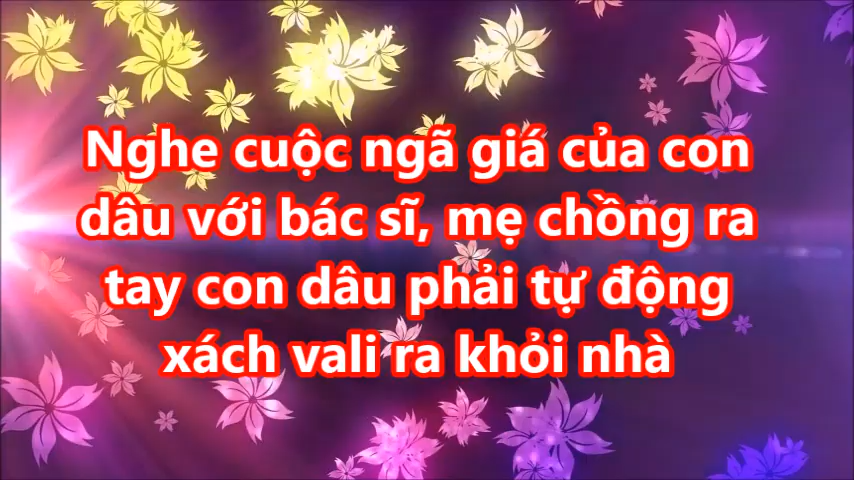 Nghe cuộc ngã giá của con
dâu với bác sĩ, mẹ chồng ra
tay con dâu phải tự động
xách vali ra khỏi nhà